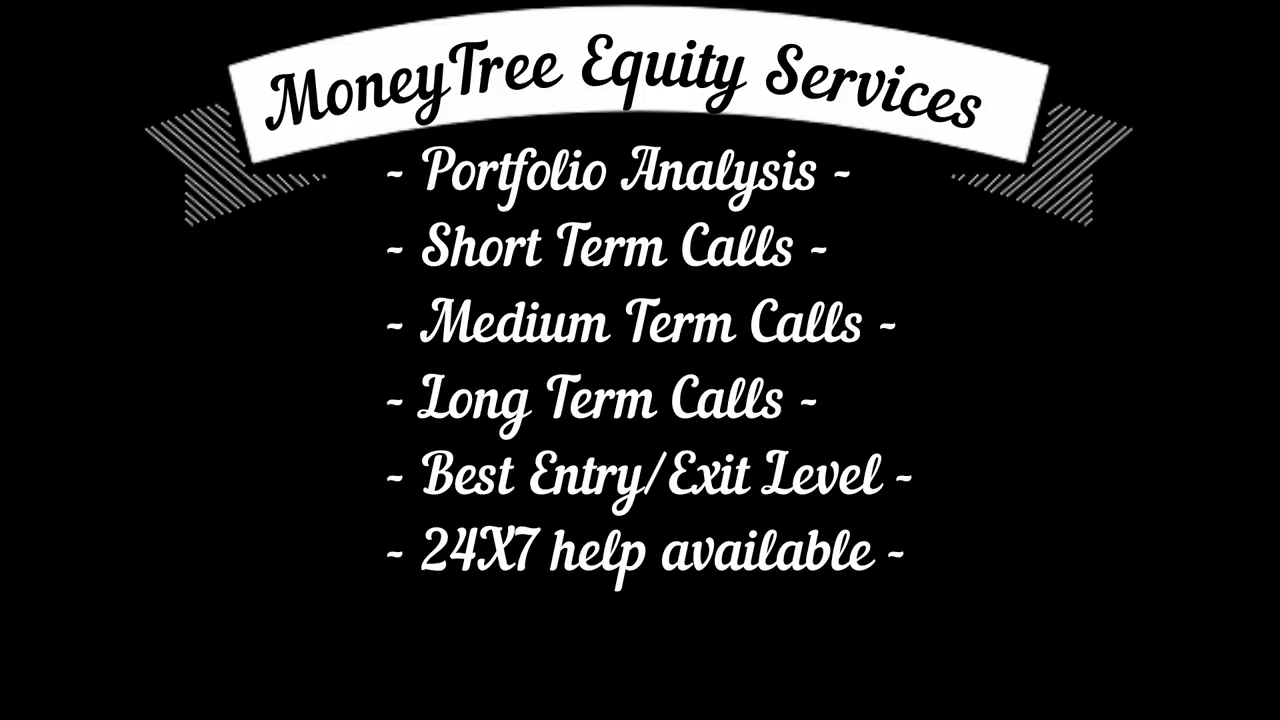 MoneyTree Equity Services
- Portfolio Analysis -
- Short Term Calls -
- Medium Term Calls -
- Long Term Calls -
- Best Entry/Exit Level -
- 24X7 help available -